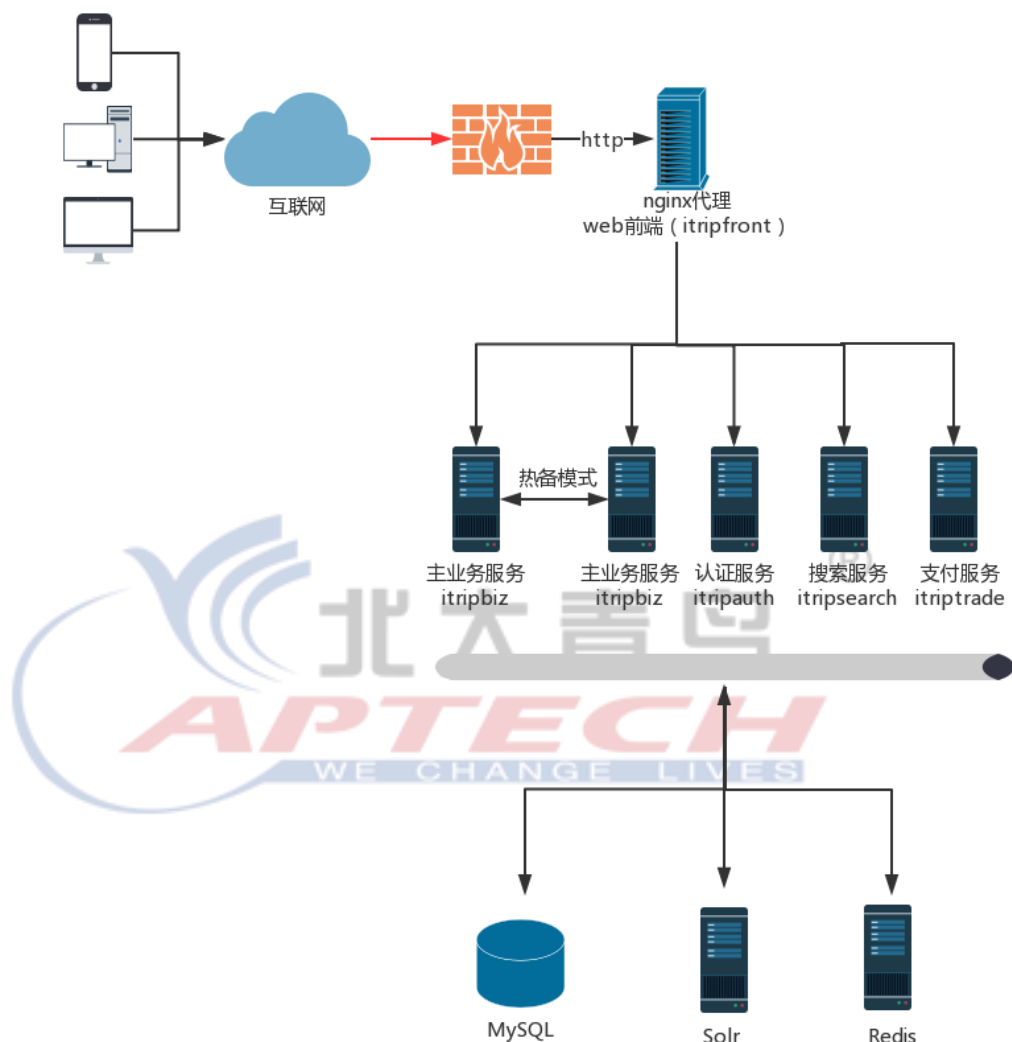 互联网
http
nginx代理
web前端（itripfront）
热备模式
主业务服务
itripbiz
主业务服务
itripbiz
认证服务
itripauth
搜索服务
itripsearch
支付服务
itriptrade
(R)
北大青鸟
APTECH
WE CHANGE LIVES
MySQL
Solr
Redis